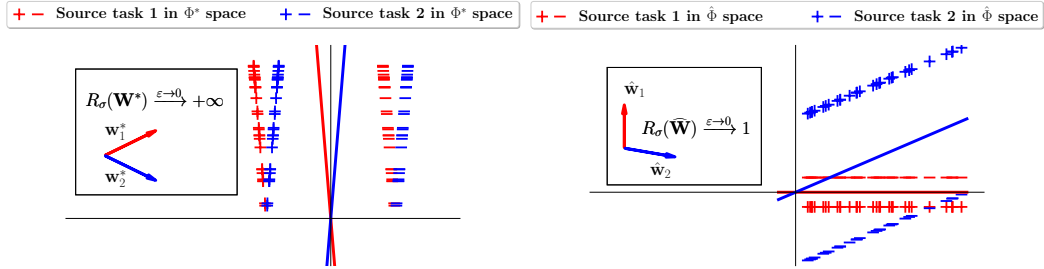 Source task 1 in Φ* space
Source task 2 in Φ* space
R_σ(W*) —ε→0→ +∞
w*_1
w*_2
Source task 1 in Φ̂ space
Source task 2 in Φ̂ space
ŵ_1
R_σ(Ŵ) —ε→0→ 1
ŵ_2